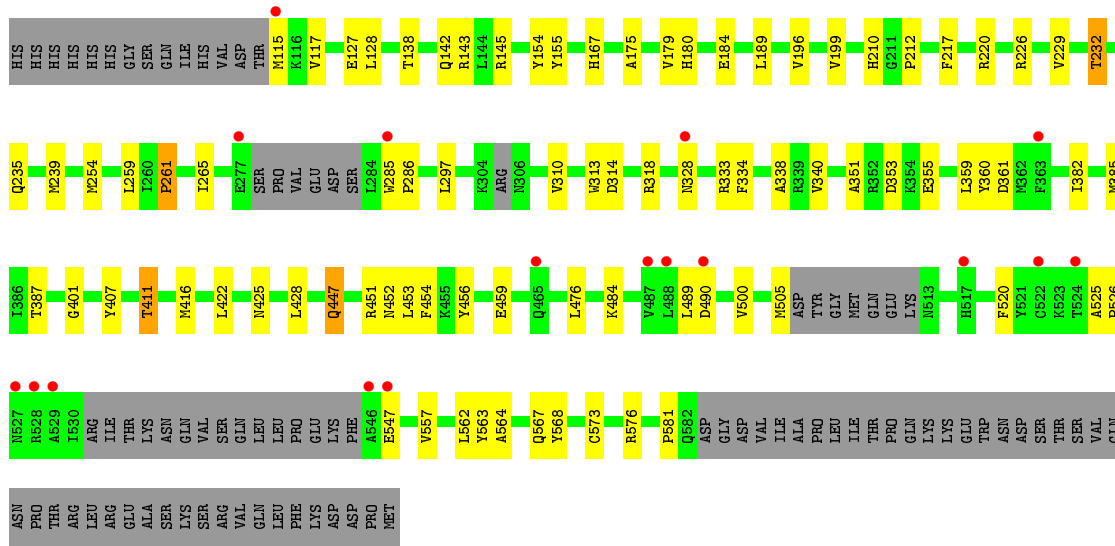 HIS HIS HIS HIS HIS HIS GLY SER GLN ILE HIS VAL ASP THR M115 K116 V117 E127 L128 T138 Q142 R143 L144 R145 Y154 Y155 H167 A175 V179 H180 E184 L189 V196 V199 H210 G211 P212 F217 R220 R226 V229 T232
Q235 M239 M254 L259 I260 P261 I265 E277 SER PRO VAL GLU ASP SER L284 W285 P286 L297 K304 ARG N306 V310 W313 D314 R318 N328 R333 F334 A338 R339 V340 A351 R352 D353 K354 E355 L359 Y360 D361 M362 F363 I382
I386 T387 G401 Y407 T411 M416 L422 N425 L428 Q447 R451 N452 L453 F454 K455 Y456 E459 Q465 L476 K484 V487 L488 L489 D490 V500 M505 ASP TYR GLY MET GLN GLU LYS N513 H517 F520 Y521 C522 K523 T524 A525
N527 R528 A529 I530 ARG ILE THR LYS ASN GLN VAL SER GLN LEU LEU PRO GLU LYS PHE A546 E547 V557 L562 Y563 A564 Q567 Y568 C573 R576 P581 Q582 ASP GLY ASP VAL ILE ALA PRO LEU ILE THR PRO GLN LYS LYS GLU TRP ASN ASP SER THR SER VAL GLN
ASN PRO THR ARG LEU ARG GLU ALA SER LYS SER ARG VAL GLN LEU PHE LYS ASP ASP PRO MET